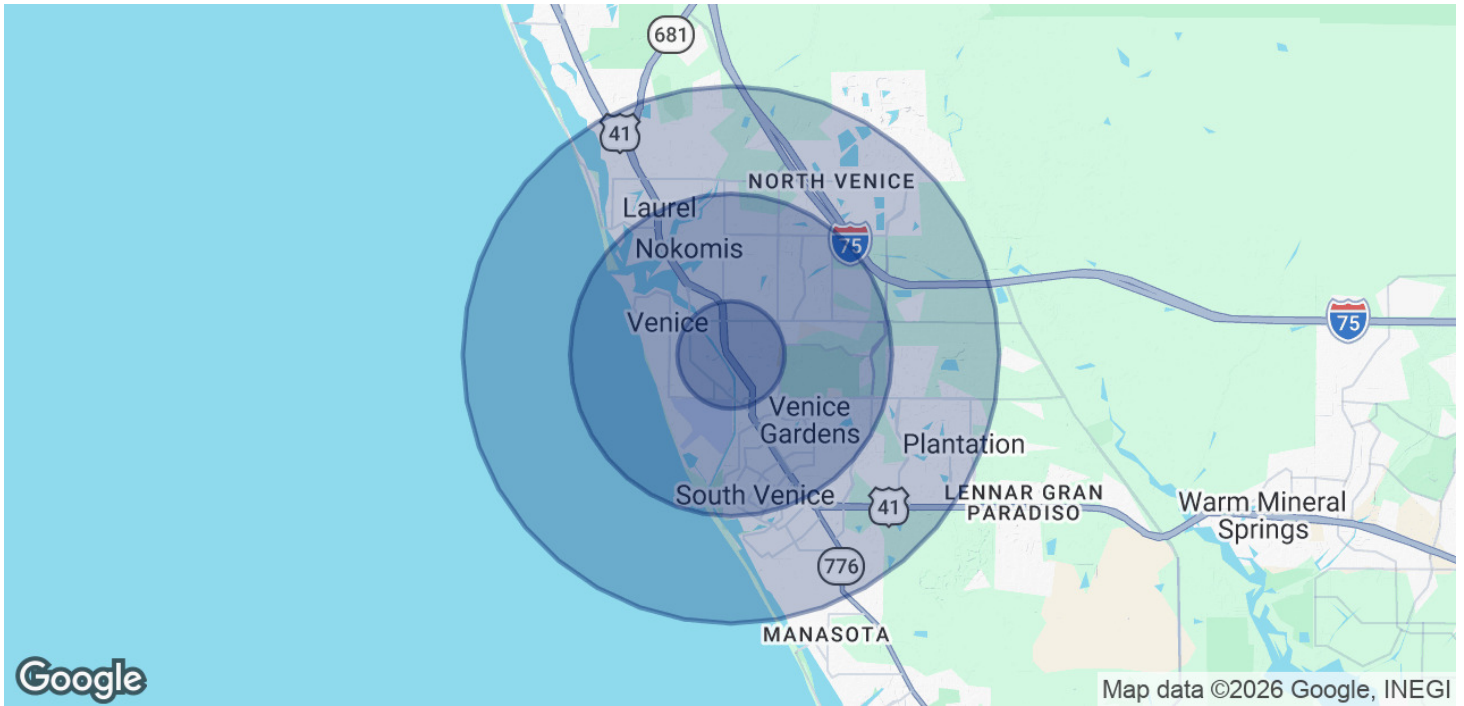 681
41
NORTH VENICE
Laurel
Nokomis
75
Venice
75
Venice
Gardens
Plantation
South Venice
41
LENNAR GRAN
PARADISO
Warm Mineral
Springs
776
MANASOTA
Google
Map data ©2026 Google, INEGI